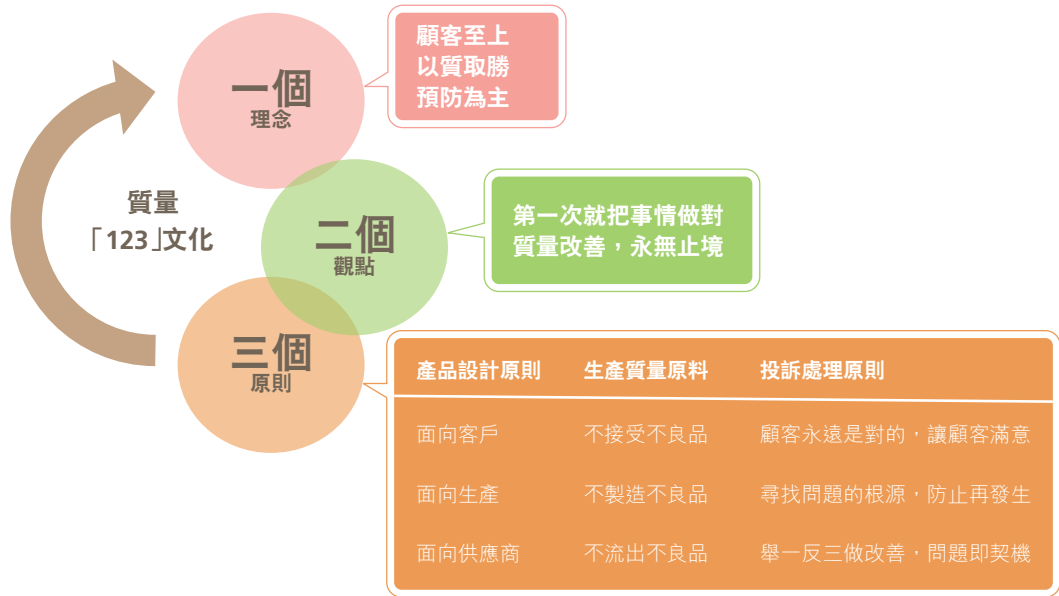 一個
理念
顧客至上
以質取勝
預防為主
質量
「123」文化
二個
觀點
第一次就把事情做對
質量改善，永無止境
三個
原則
產品設計原則 生產質量原料 投訴處理原則
面向客戶 不接受不良品 顧客永遠是對的，讓顧客滿意
面向生產 不製造不良品 尋找問題的根源，防止再發生
面向供應商 不流出不良品 舉一反三做改善，問題即契機